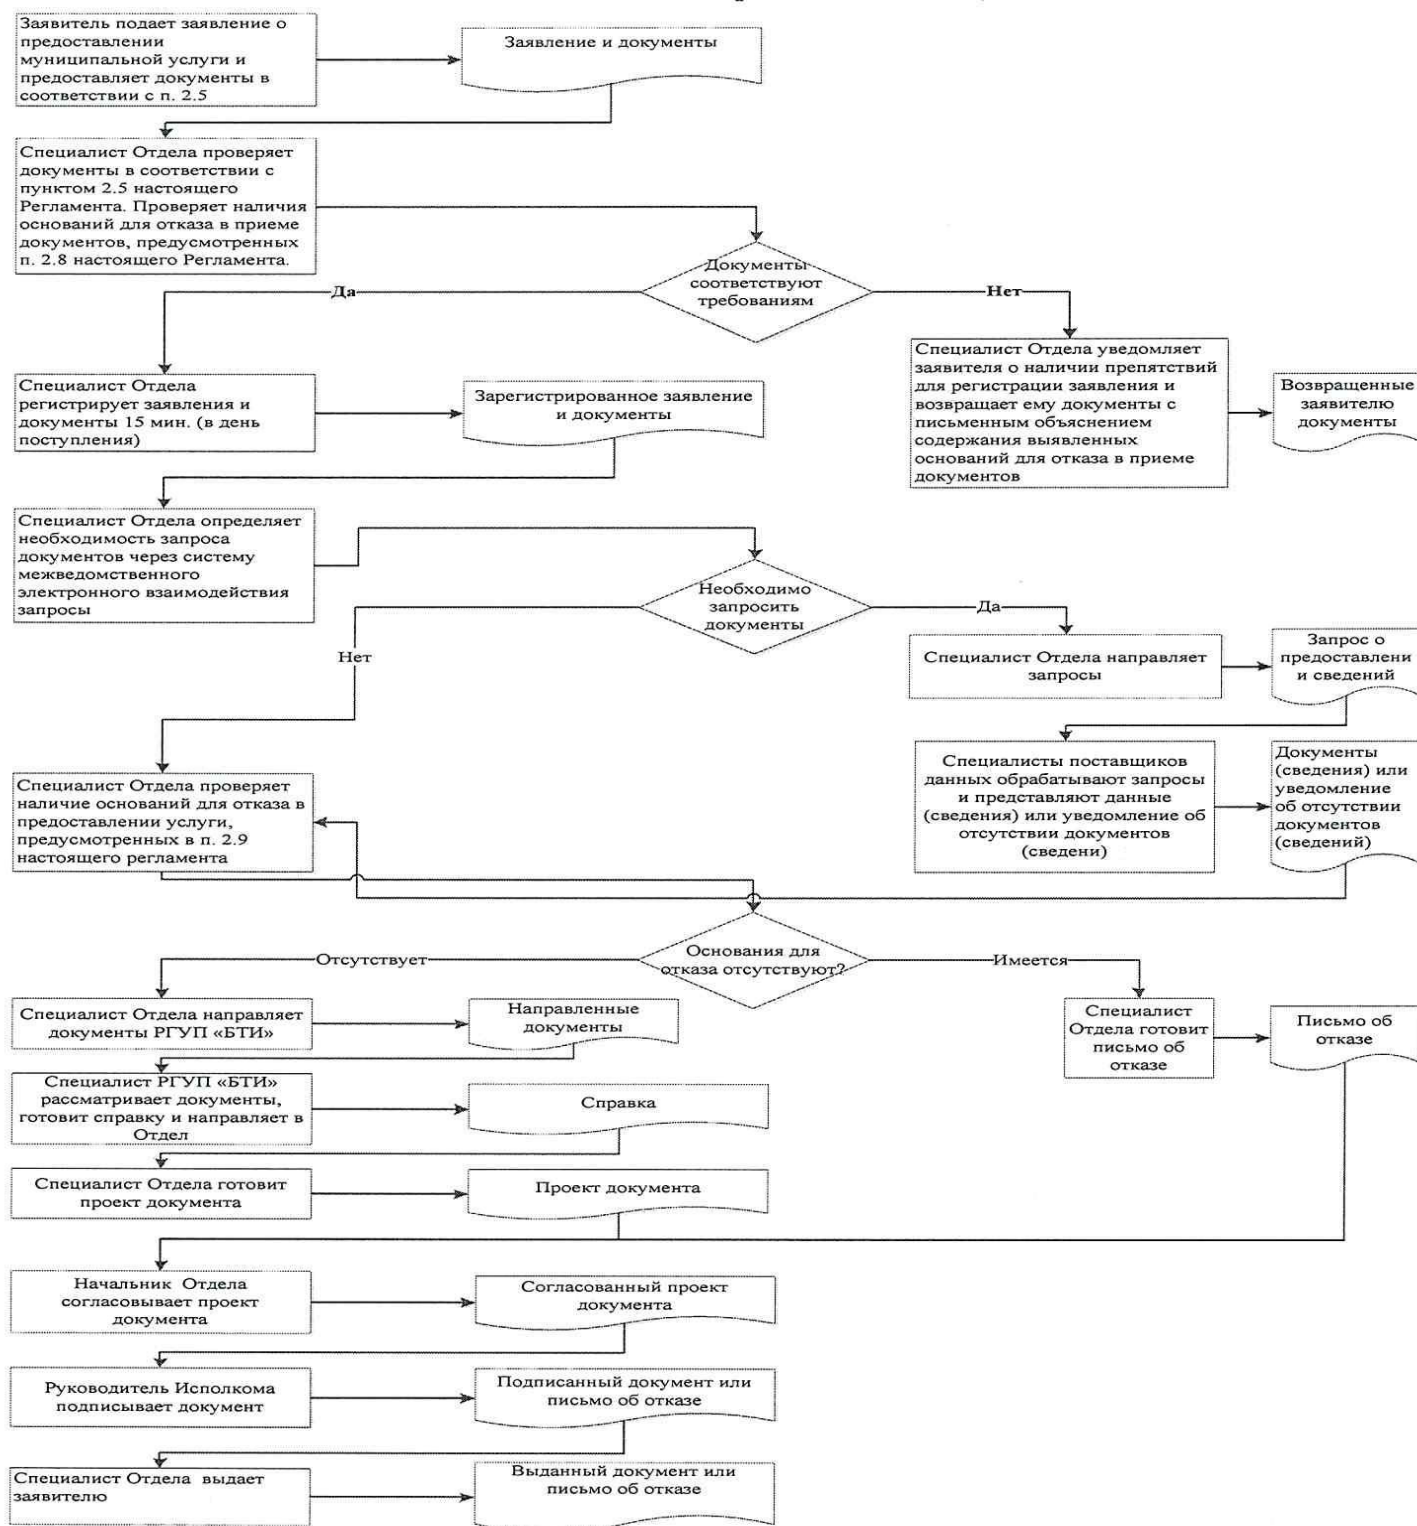 Заявитель подает заявление о
предоставлении
муниципальной услуги и
предоставляет документы в
соответствии с п. 2.5
Заявление и документы
Специалист Отдела проверяет
документы в соответствии с
пунктом 2.5 настоящего
Регламента. Проверяет наличия
оснований для отказа в приеме
документов, предусмотренных
п. 2.8 настоящего Регламента.
Документы
соответствуют
требованиям
Да
Нет
Специалист Отдела
регистрирует заявления и
документы 15 мин. (в день
поступления)
Зарегистрированное заявление
и документы
Специалист Отдела уведомляет
заявителя о наличии препятствий
для регистрации заявления и
возвращает ему документы с
письменным объяснением
содержания выявленных
оснований для отказа в приеме
документов
Возвращенные
заявителю
документы
Специалист Отдела определяет
необходимость запроса
документов через систему
межведомственного
электронного взаимодействия
запросы
Необходимо
запросить
документы
Да
Нет
Специалист Отдела направляет
запросы
Запрос о
предоставлени
и сведений
Специалисты поставщиков
данных обрабатывают запросы
и представляют данные
(сведения) или уведомление об
отсутствии документов
(сведени)
Документы
(сведения) или
уведомление
об отсутствии
документов
(сведений)
Специалист Отдела проверяет
наличие оснований для отказа в
предоставлении услуги,
предусмотренных в п. 2.9
настоящего регламента
Основания для
отказа отсутствуют?
Отсутствует
Имеется
Специалист Отдела направляет
документы РГУП «БТИ»
Направленные
документы
Специалист
Отдела готовит
письмо об
отказе
Письмо об
отказе
Специалист РГУП «БТИ»
рассматривает документы,
готовит справку и направляет в
Отдел
Справка
Специалист Отдела готовит
проект документа
Проект документа
Начальник Отдела
согласовывает проект
документа
Согласованный проект
документа
Руководитель Исполкома
подписывает документ
Подписанный документ или
письмо об отказе
Специалист Отдела выдает
заявителю
Выданный документ или
письмо об отказе